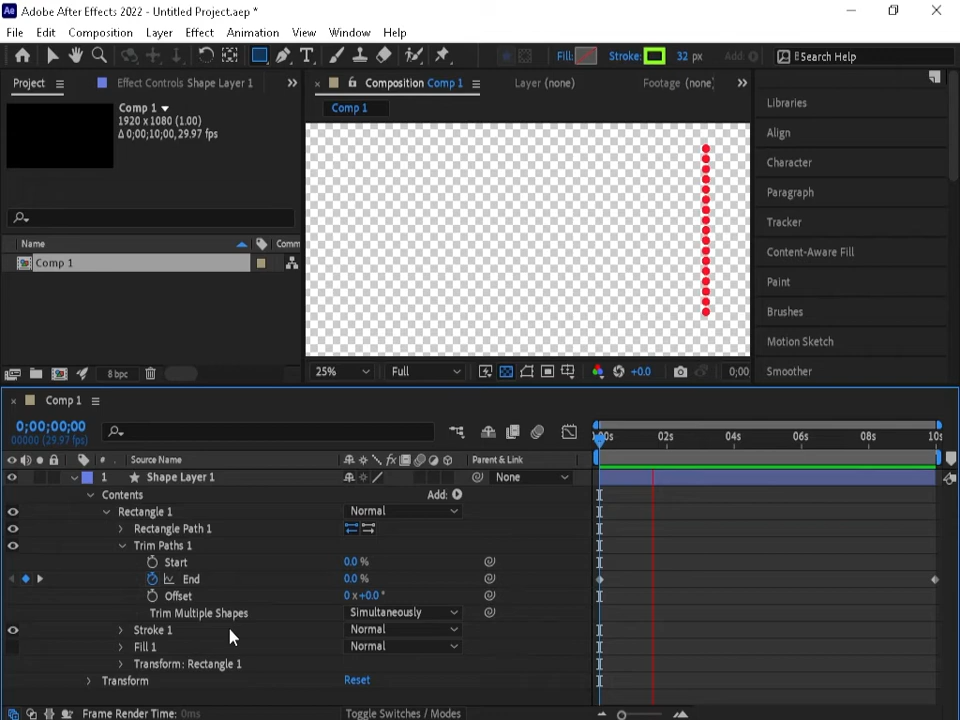 Ae Adobe After Effects 2022 - Untitled Project.aep *
File Edit Composition Layer Effect Animation View Window Help
Fill: Stroke: 32 px Add: Search Help
Project Effect Controls Shape Layer 1 Composition Comp 1 Layer (none) Footage (none)
Comp 1
1920 x 1080 (1.00)
Δ 0;00;10;00, 29.97 fps
Comp 1
Libraries
Align
Character
Paragraph
Tracker
Content-Aware Fill
Paint
Brushes
Motion Sketch
Smoother
Name Comm
Comp 1
8 bpc
25% Full +0.0 0;00
Comp 1
0;00;00;00
00000 (29.97 fps)
:00s 02s 04s 06s 08s 10s
# Source Name Parent & Link
1 Shape Layer 1 None
Contents Add:
Rectangle 1 Normal
Rectangle Path 1
Trim Paths 1
Start 0.0 %
End 0.0 %
Offset 0 x+0.0 °
Trim Multiple Shapes Simultaneously
Stroke 1 Normal
Fill 1 Normal
Transform: Rectangle 1
Transform Reset
Frame Render Time: 0ms Toggle Switches / Modes